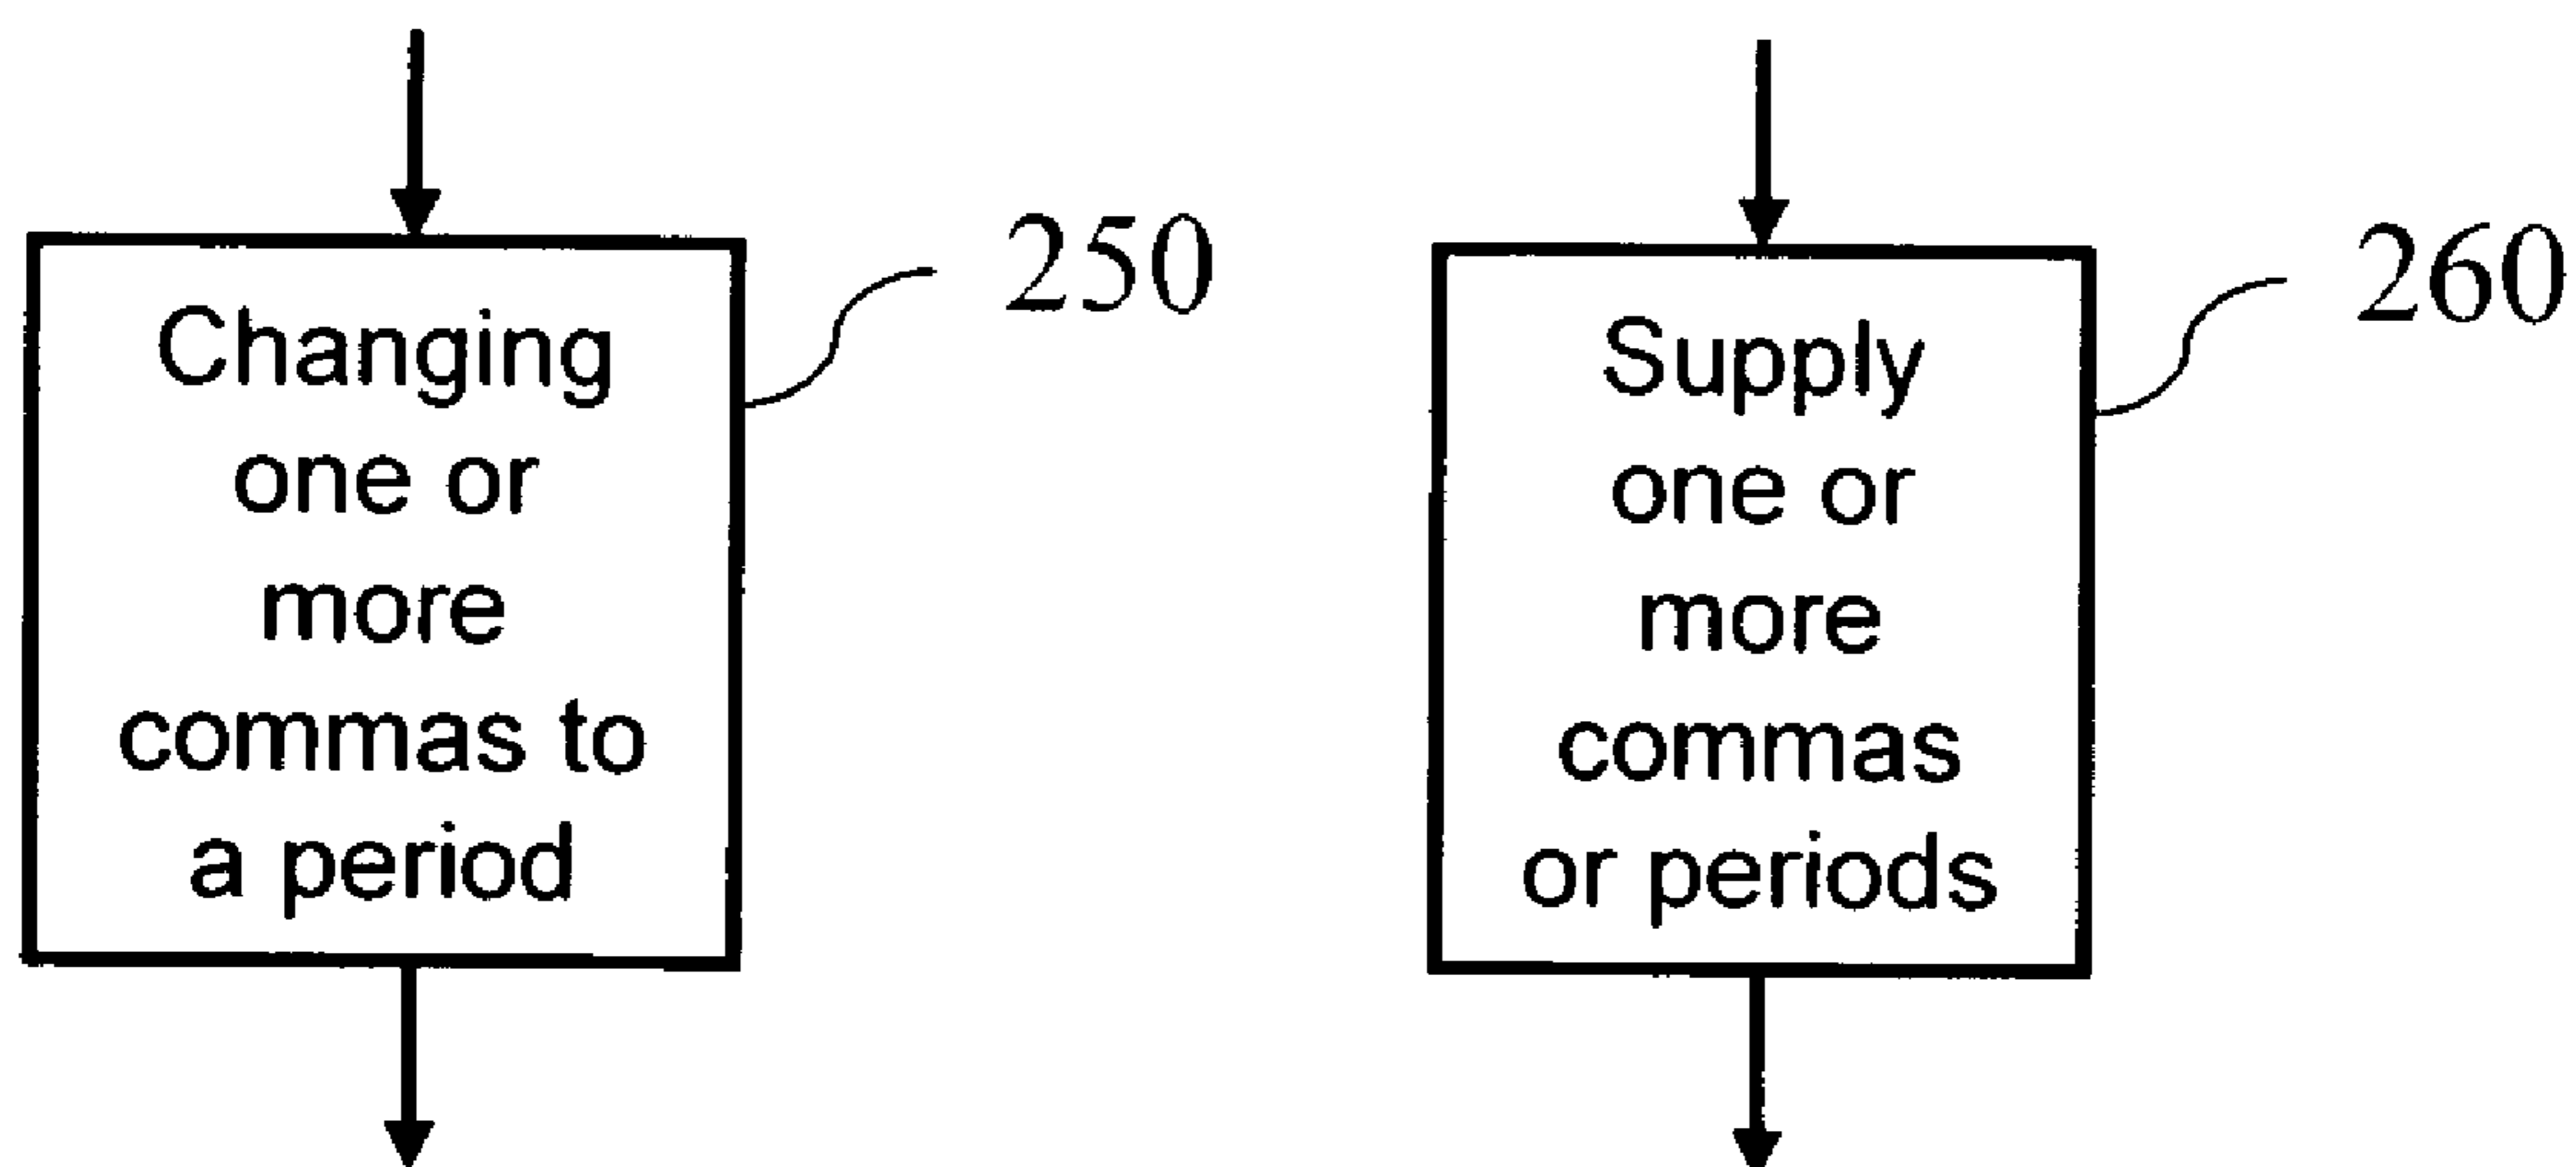 Changing
one or
more
commas to
a period
250
Supply
one or
more
commas
or periods
260